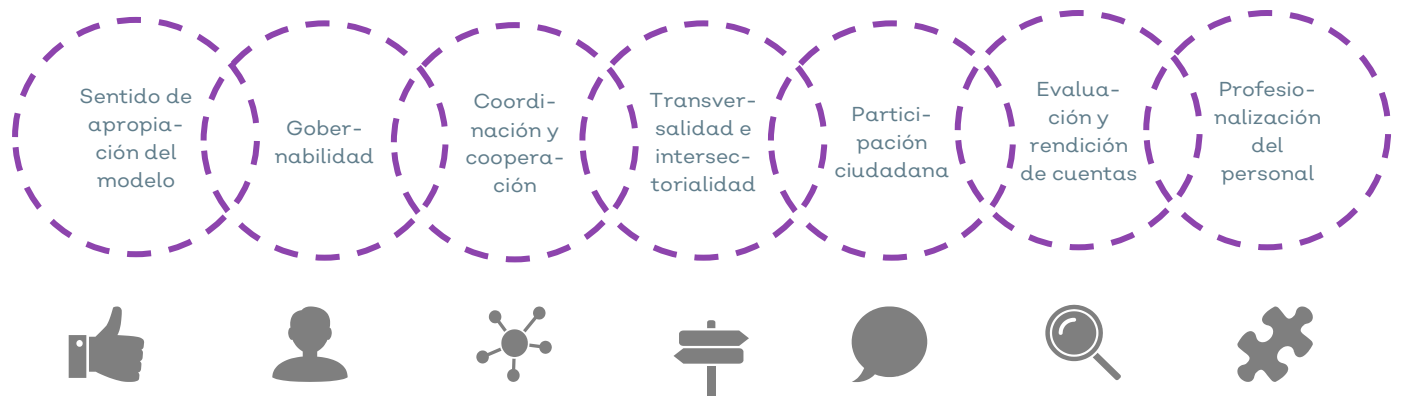 Sentido de
apropia-
ción del
modelo
Gober-
nabilidad
Coordi-
nación y
coopera-
ción
Transver-
salidad e
intersec-
torialidad
Partici-
pación
ciudadana
Evalua-
ción y
rendición
de cuentas
Profesio-
nalización
del
personal